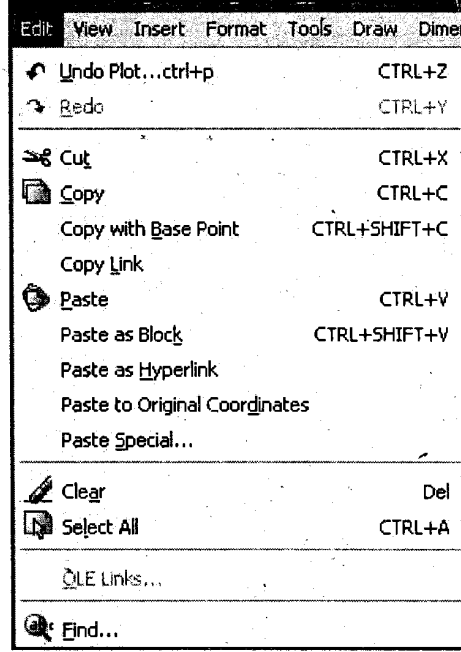 Edit View Insert Format Tools Draw Dimen
Undo Plot...ctrl+p CTRL+Z
Redo CTRL+Y
Cut CTRL+X
Copy CTRL+C
Copy with Base Point CTRL+SHIFT+C
Copy Link
Paste CTRL+V
Paste as Block CTRL+SHIFT+V
Paste as Hyperlink
Paste to Original Coordinates
Paste Special...
Clear Del
Select All CTRL+A
OLE Links...
Find...